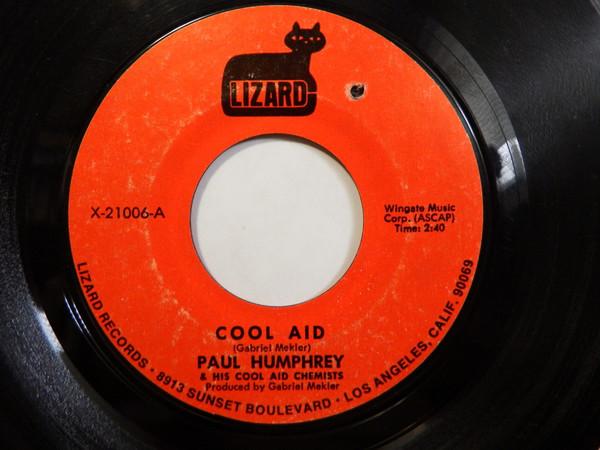 LIZARD
X-21006-A
Wingate Music
Corp. (ASCAP)
Time: 2:40
COOL AID
(Gabriel Mekler)
PAUL HUMPHREY
& HIS COOL AID CHEMISTS
Produced by Gabriel Mekler
LIZARD RECORDS • 8913 SUNSET BOULEVARD • LOS ANGELES, CALIF. 90069